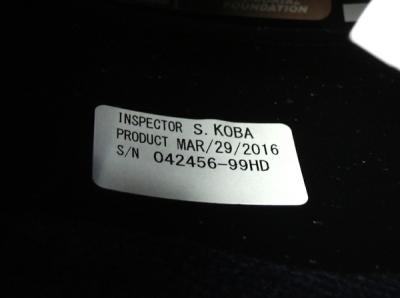 FOUNDATION
INSPECTOR S. KOBA
PRODUCT MAR/29/2016
S/N 042456-99HD